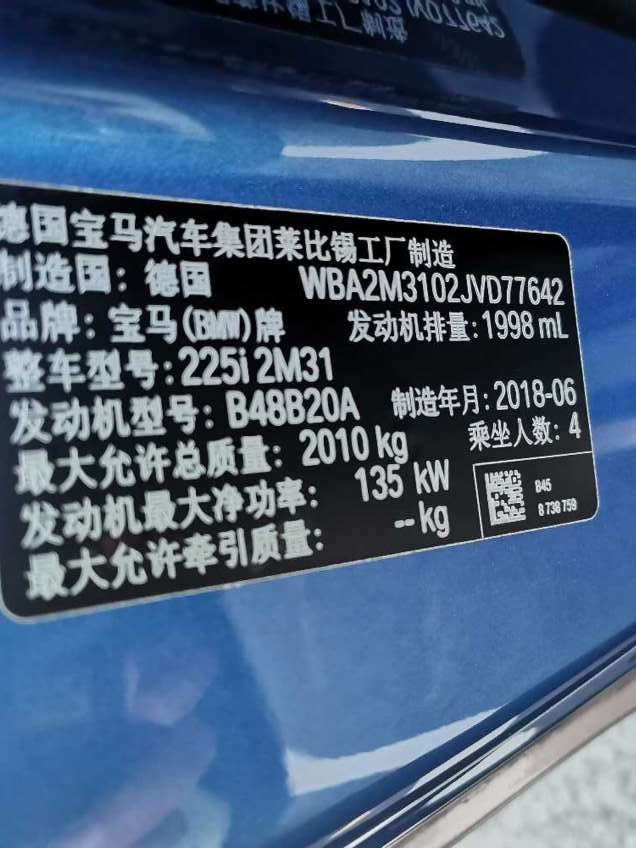 德国宝马汽车集团莱比锡工厂制造
制造国: 德国 WBA2M3102JVD77642
品牌: 宝马(BMW)牌 发动机排量: 1998 mL
整车型号: 225i 2M31
发动机型号: B48B20A 制造年月: 2018-06
最大允许总质量: 2010 kg 乘坐人数: 4
发动机最大净功率: 135 kW
最大允许牵引质量: -- kg
B45
8 738 759